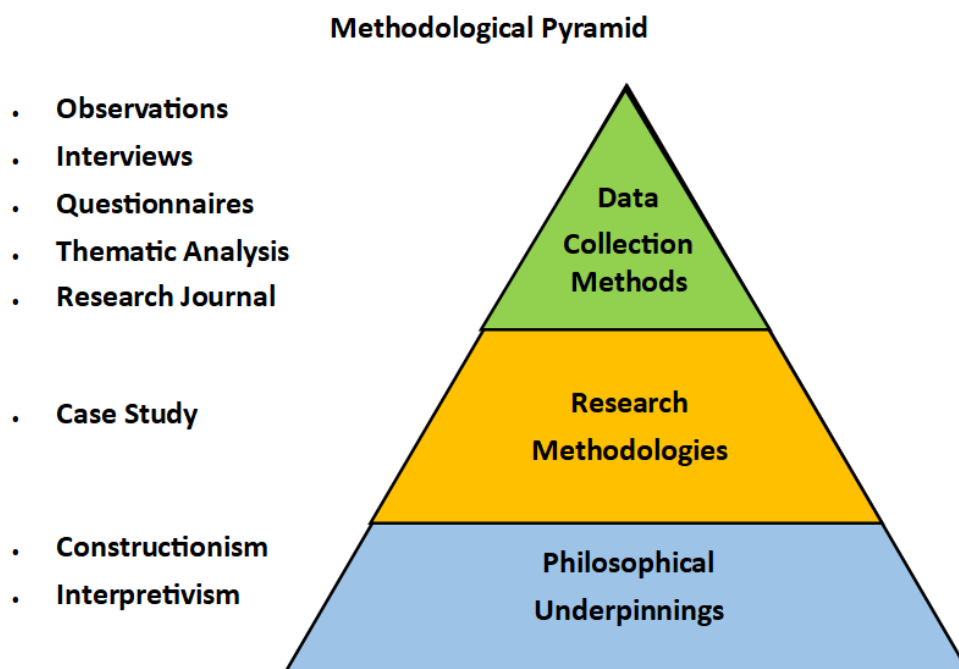 Methodological Pyramid
• Observations
• Interviews
• Questionnaires
• Thematic Analysis
• Research Journal
Data
Collection
Methods
• Case Study
Research
Methodologies
• Constructionism
• Interpretivism
Philosophical
Underpinnings